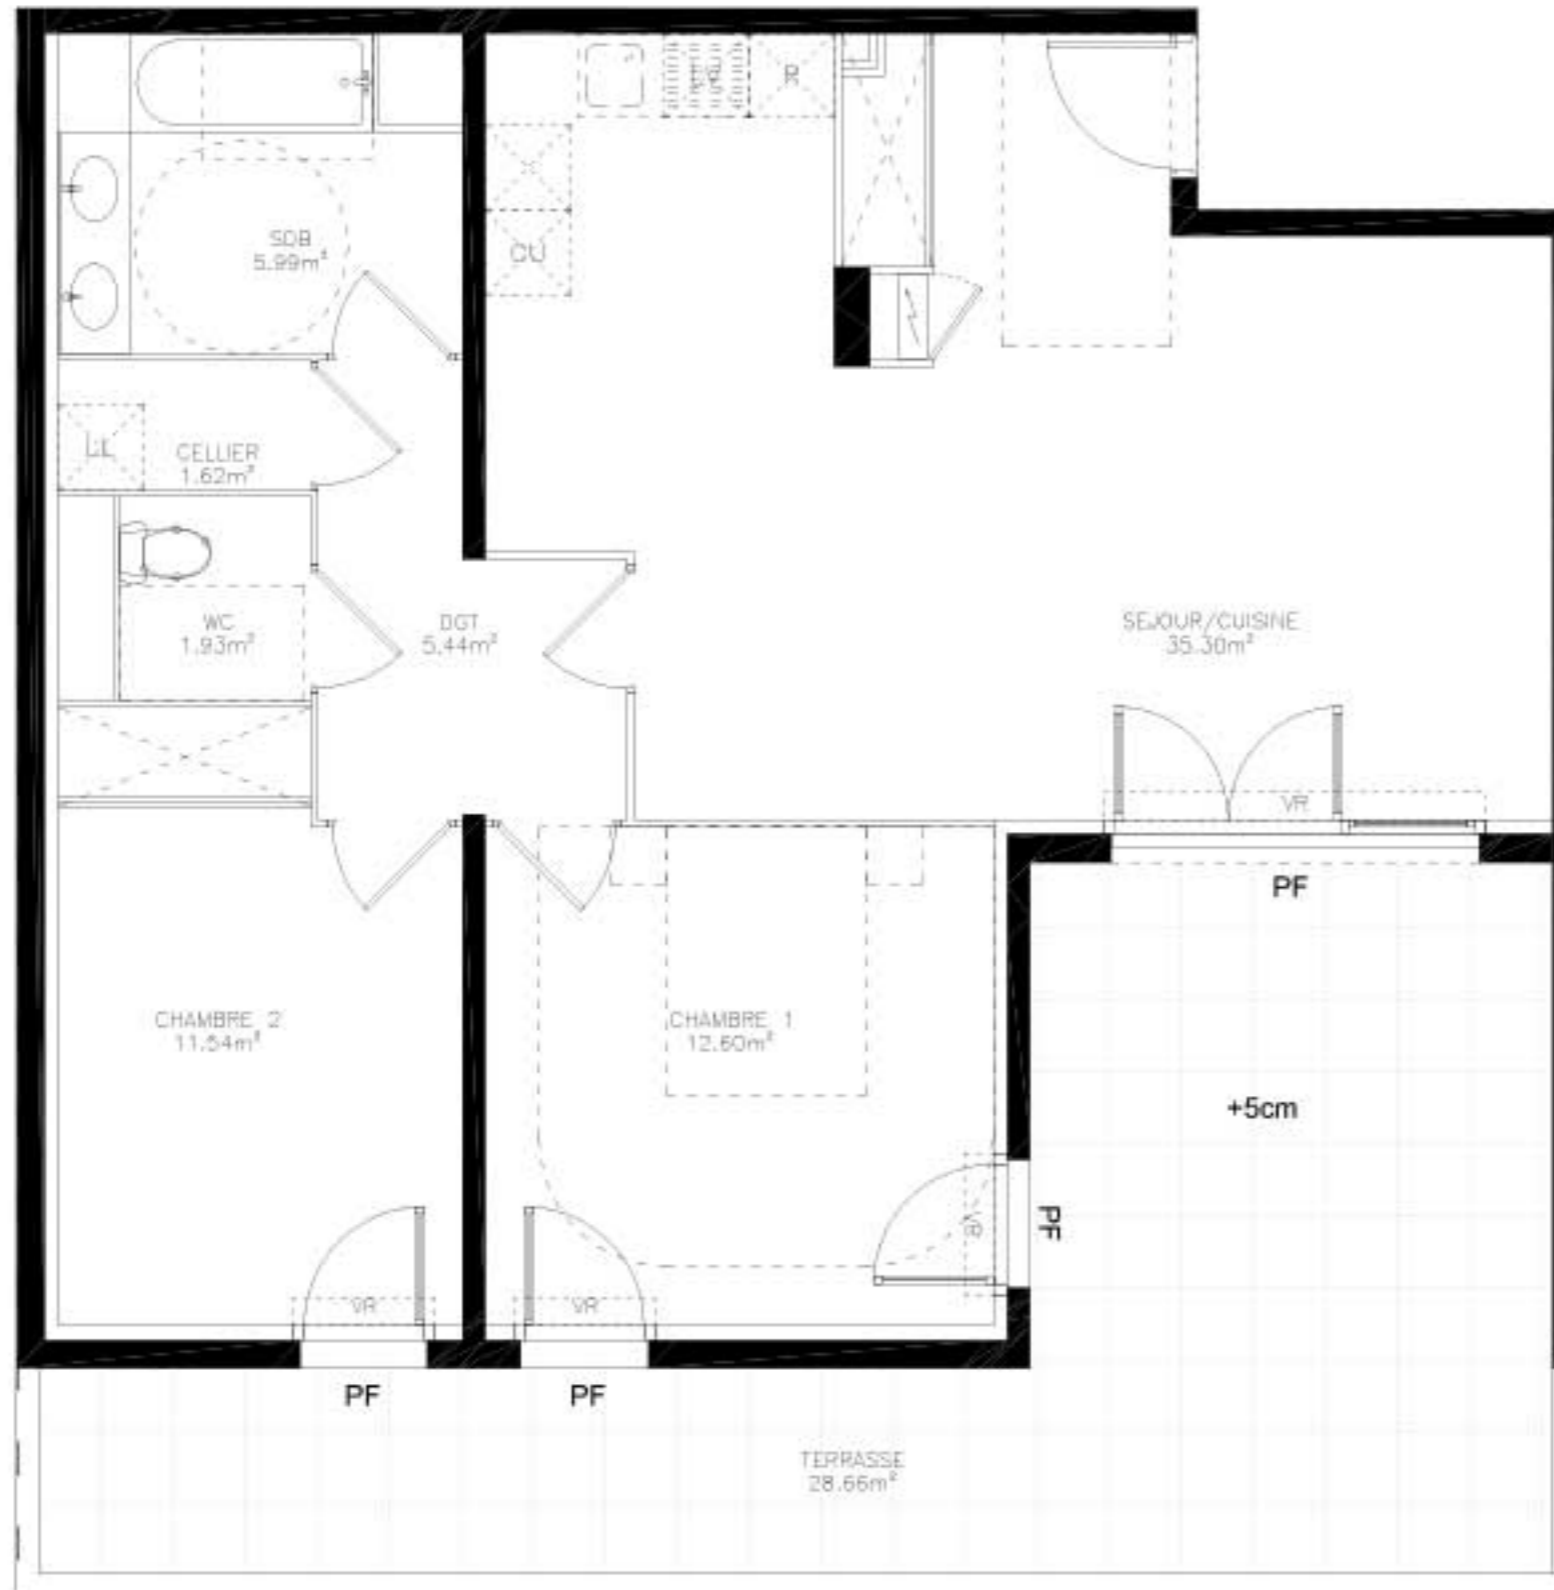 R
SDB
5.99m²
CU
LL
CELLIER
1.62m²
WC
1.93m²
DGT
5.44m²
SEJOUR/CUISINE
35.30m²
VR
PF
CHAMBRE 2
11.54m²
CHAMBRE 1
12.60m²
+5cm
VR
PF
VR
VR
PF
PF
TERRASSE
28.66m²